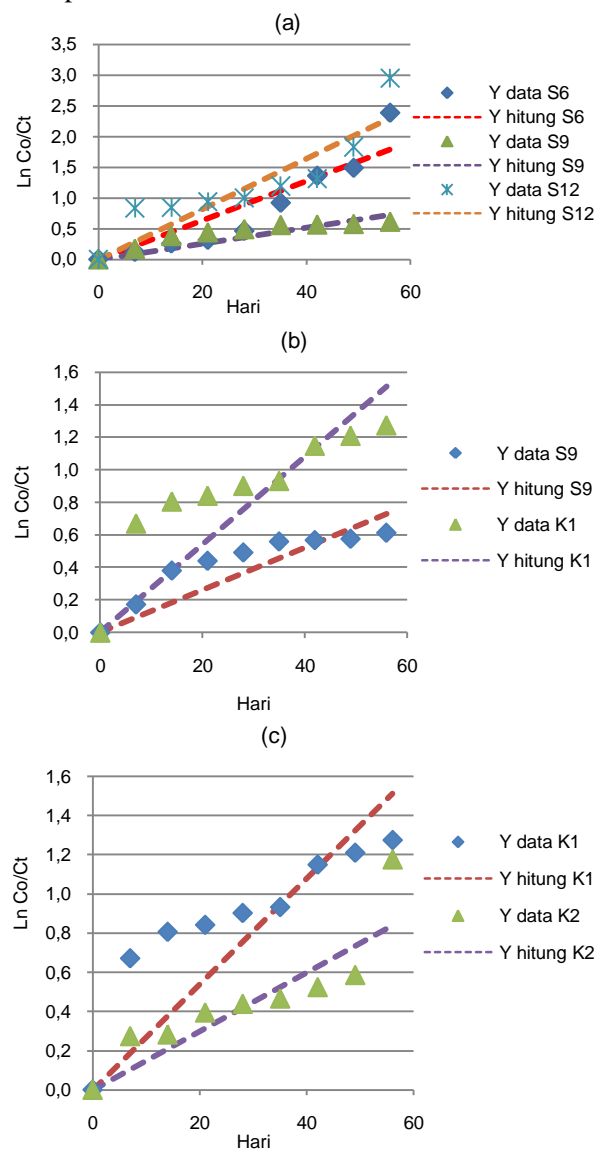 (a)
Ln Co/Ct
3,5
3,0
2,5
2,0
1,5
1,0
0,5
0,0
0 20 40 60
Hari
Y data S6
Y hitung S6
Y data S9
Y hitung S9
Y data S12
Y hitung S12
(b)
Ln Co/Ct
1,6
1,4
1,2
1,0
0,8
0,6
0,4
0,2
0,0
0 20 40 60
Hari
Y data S9
Y hitung S9
Y data K1
Y hitung K1
(c)
Ln Co/Ct
1,6
1,4
1,2
1,0
0,8
0,6
0,4
0,2
0,0
0 20 40 60
Hari
Y data K1
Y hitung K1
Y data K2
Y hitung K2